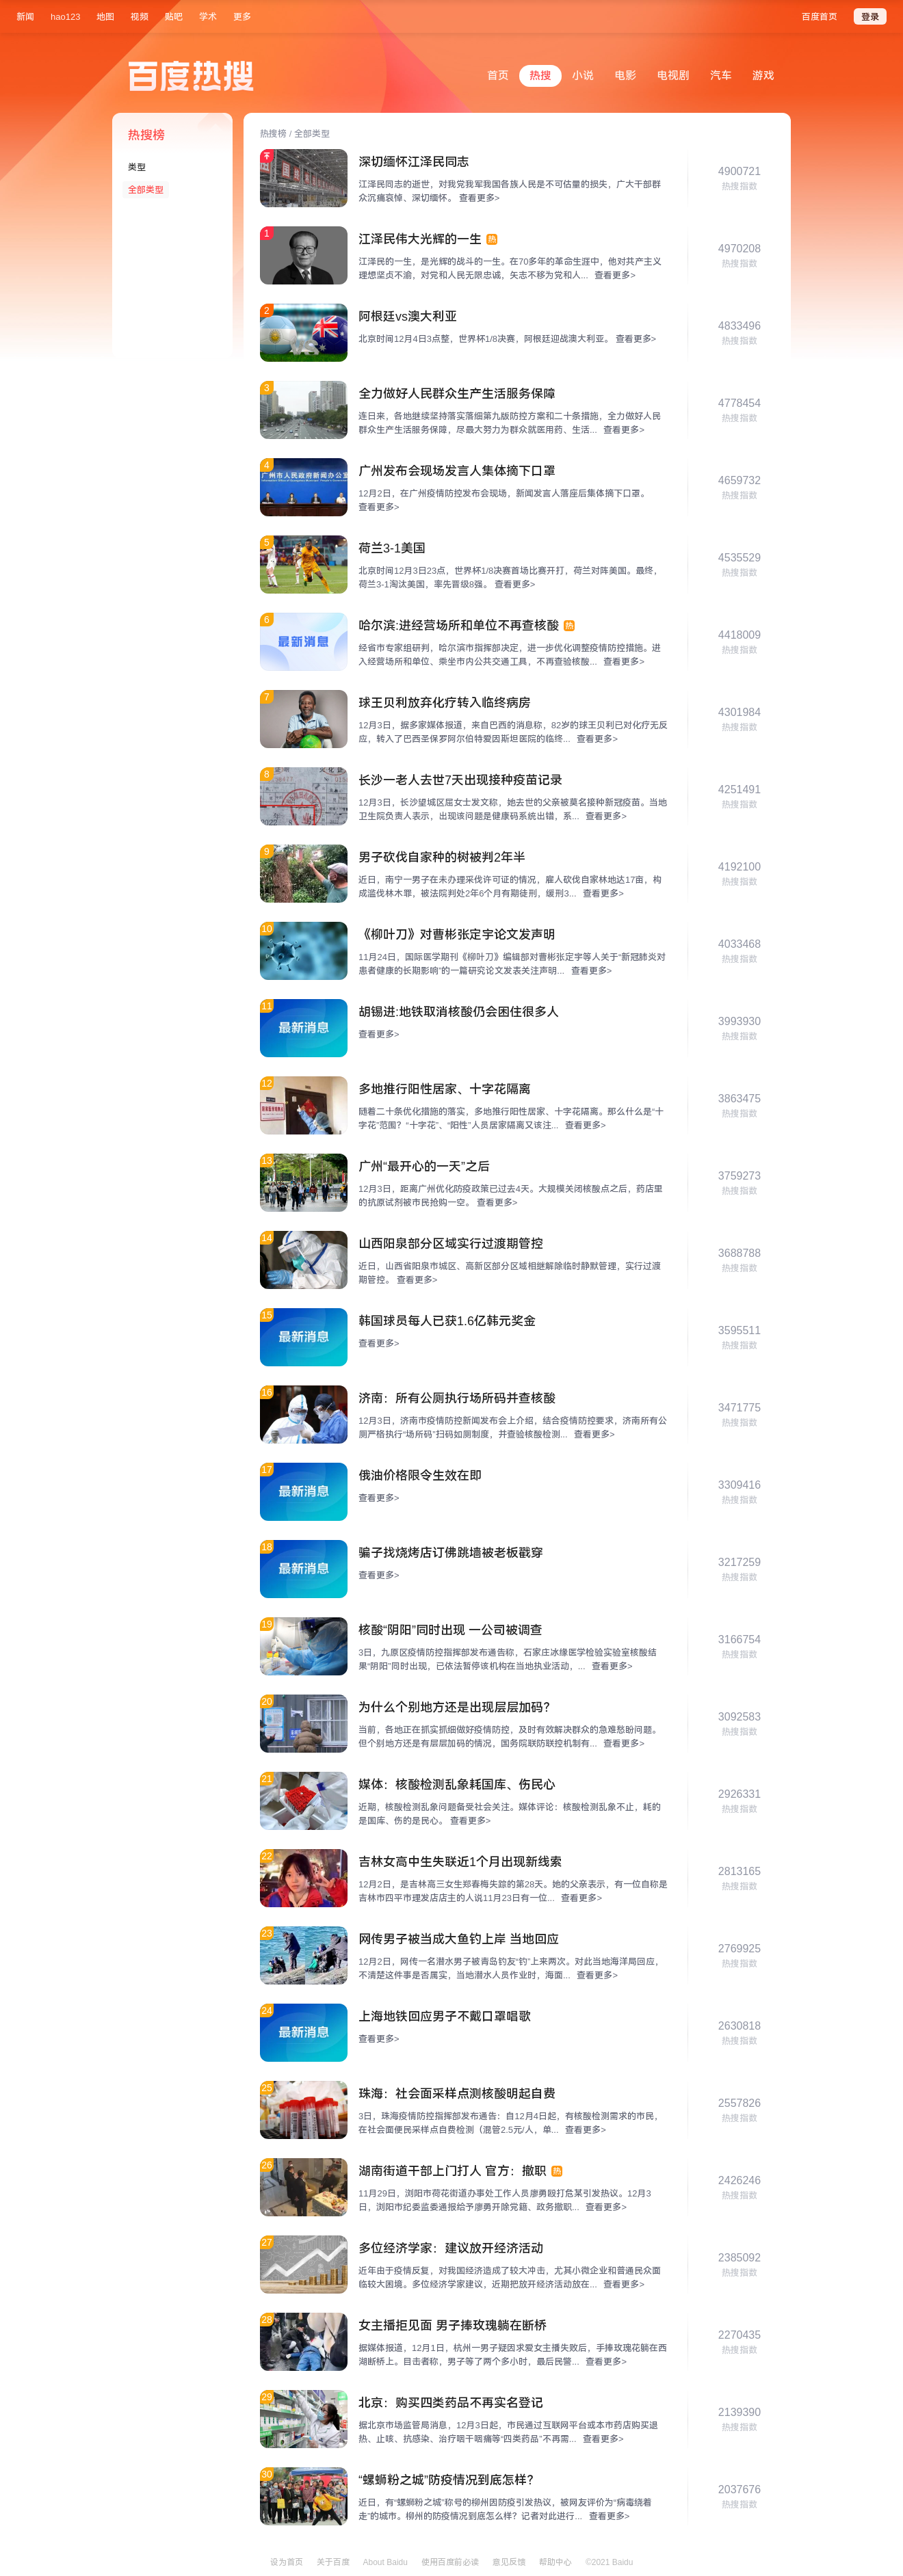 新闻 hao123 地图 视频 贴吧 学术 更多 百度首页 登录
百度热搜
首页 热搜 小说 电影 电视剧 汽车 游戏
热搜榜
类型
全部类型
热搜榜 / 全部类型
深切缅怀江泽民同志
江泽民同志的逝世，对我党我军我国各族人民是不可估量的损失，广大干部群
众沉痛哀悼、深切缅怀。 查看更多>
4900721
热搜指数
1
江泽民伟大光辉的一生 热
江泽民的一生，是光辉的战斗的一生。在70多年的革命生涯中，他对共产主义
理想坚贞不渝，对党和人民无限忠诚，矢志不移为党和人... 查看更多>
4970208
热搜指数
2
阿根廷vs澳大利亚
北京时间12月4日3点整，世界杯1/8决赛，阿根廷迎战澳大利亚。 查看更多>
4833496
热搜指数
3
全力做好人民群众生产生活服务保障
连日来，各地继续坚持落实落细第九版防控方案和二十条措施，全力做好人民
群众生产生活服务保障，尽最大努力为群众就医用药、生活... 查看更多>
4778454
热搜指数
4
广州市人民政府新闻办公室
广州发布会现场发言人集体摘下口罩
12月2日，在广州疫情防控发布会现场，新闻发言人落座后集体摘下口罩。
查看更多>
4659732
热搜指数
5
荷兰3-1美国
北京时间12月3日23点，世界杯1/8决赛首场比赛开打，荷兰对阵美国。最终，
荷兰3-1淘汰美国，率先晋级8强。 查看更多>
4535529
热搜指数
6
最新消息
哈尔滨:进经营场所和单位不再查核酸 热
经省市专家组研判，哈尔滨市指挥部决定，进一步优化调整疫情防控措施。进
入经营场所和单位、乘坐市内公共交通工具，不再查验核酸... 查看更多>
4418009
热搜指数
7
球王贝利放弃化疗转入临终病房
12月3日，据多家媒体报道，来自巴西的消息称，82岁的球王贝利已对化疗无反
应，转入了巴西圣保罗阿尔伯特爱因斯坦医院的临终... 查看更多>
4301984
热搜指数
8
长沙一老人去世7天出现接种疫苗记录
12月3日，长沙望城区屈女士发文称，她去世的父亲被莫名接种新冠疫苗。当地
卫生院负责人表示，出现该问题是健康码系统出错，系... 查看更多>
4251491
热搜指数
9
男子砍伐自家种的树被判2年半
近日，南宁一男子在未办理采伐许可证的情况，雇人砍伐自家林地达17亩，构
成滥伐林木罪，被法院判处2年6个月有期徒刑，缓刑3... 查看更多>
4192100
热搜指数
10
《柳叶刀》对曹彬张定宇论文发声明
11月24日，国际医学期刊《柳叶刀》编辑部对曹彬张定宇等人关于“新冠肺炎对
患者健康的长期影响”的一篇研究论文发表关注声明... 查看更多>
4033468
热搜指数
11
最新消息
胡锡进:地铁取消核酸仍会困住很多人
查看更多>
3993930
热搜指数
12
多地推行阳性居家、十字花隔离
随着二十条优化措施的落实，多地推行阳性居家、十字花隔离。那么什么是“十
字花”范围？“十字花”、“阳性”人员居家隔离又该注... 查看更多>
3863475
热搜指数
13
广州“最开心的一天”之后
12月3日，距离广州优化防疫政策已过去4天。大规模关闭核酸点之后，药店里
的抗原试剂被市民抢购一空。 查看更多>
3759273
热搜指数
14
山西阳泉部分区域实行过渡期管控
近日，山西省阳泉市城区、高新区部分区域相继解除临时静默管理，实行过渡
期管控。 查看更多>
3688788
热搜指数
15
最新消息
韩国球员每人已获1.6亿韩元奖金
查看更多>
3595511
热搜指数
16
济南：所有公厕执行场所码并查核酸
12月3日，济南市疫情防控新闻发布会上介绍，结合疫情防控要求，济南所有公
厕严格执行“场所码”扫码如厕制度，并查验核酸检测... 查看更多>
3471775
热搜指数
17
最新消息
俄油价格限令生效在即
查看更多>
3309416
热搜指数
18
最新消息
骗子找烧烤店订佛跳墙被老板戳穿
查看更多>
3217259
热搜指数
19
核酸“阴阳”同时出现 一公司被调查
3日，九原区疫情防控指挥部发布通告称，石家庄冰缘医学检验实验室核酸结
果“阴阳”同时出现，已依法暂停该机构在当地执业活动，... 查看更多>
3166754
热搜指数
20
为什么个别地方还是出现层层加码？
当前，各地正在抓实抓细做好疫情防控，及时有效解决群众的急难愁盼问题。
但个别地方还是有层层加码的情况，国务院联防联控机制有... 查看更多>
3092583
热搜指数
21
媒体：核酸检测乱象耗国库、伤民心
近期，核酸检测乱象问题备受社会关注。媒体评论：核酸检测乱象不止，耗的
是国库、伤的是民心。 查看更多>
2926331
热搜指数
22
吉林女高中生失联近1个月出现新线索
12月2日，是吉林高三女生郑春梅失踪的第28天。她的父亲表示，有一位自称是
吉林市四平市理发店店主的人说11月23日有一位... 查看更多>
2813165
热搜指数
23
网传男子被当成大鱼钓上岸 当地回应
12月2日，网传一名潜水男子被青岛钓友“钓”上来两次。对此当地海洋局回应，
不清楚这件事是否属实，当地潜水人员作业时，海面... 查看更多>
2769925
热搜指数
24
最新消息
上海地铁回应男子不戴口罩唱歌
查看更多>
2630818
热搜指数
25
珠海：社会面采样点测核酸明起自费
3日，珠海疫情防控指挥部发布通告：自12月4日起，有核酸检测需求的市民，
在社会面便民采样点自费检测（混管2.5元/人，单... 查看更多>
2557826
热搜指数
26
湖南街道干部上门打人 官方：撤职 热
11月29日，浏阳市荷花街道办事处工作人员廖勇殴打危某引发热议。12月3
日，浏阳市纪委监委通报给予廖勇开除党籍、政务撤职... 查看更多>
2426246
热搜指数
27
多位经济学家：建议放开经济活动
近年由于疫情反复，对我国经济造成了较大冲击，尤其小微企业和普通民众面
临较大困境。多位经济学家建议，近期把放开经济活动放在... 查看更多>
2385092
热搜指数
28
女主播拒见面 男子捧玫瑰躺在断桥
据媒体报道，12月1日，杭州一男子疑因求爱女主播失败后，手捧玫瑰花躺在西
湖断桥上。目击者称，男子等了两个多小时，最后民警... 查看更多>
2270435
热搜指数
29
北京：购买四类药品不再实名登记
据北京市场监管局消息，12月3日起，市民通过互联网平台或本市药店购买退
热、止咳、抗感染、治疗咽干咽痛等“四类药品”不再需... 查看更多>
2139390
热搜指数
30
“螺蛳粉之城”防疫情况到底怎样？
近日，有“螺蛳粉之城”称号的柳州因防疫引发热议，被网友评价为“病毒绕着
走”的城市。柳州的防疫情况到底怎么样？记者对此进行... 查看更多>
2037676
热搜指数
设为首页 关于百度 About Baidu 使用百度前必读 意见反馈 帮助中心 ©2021 Baidu